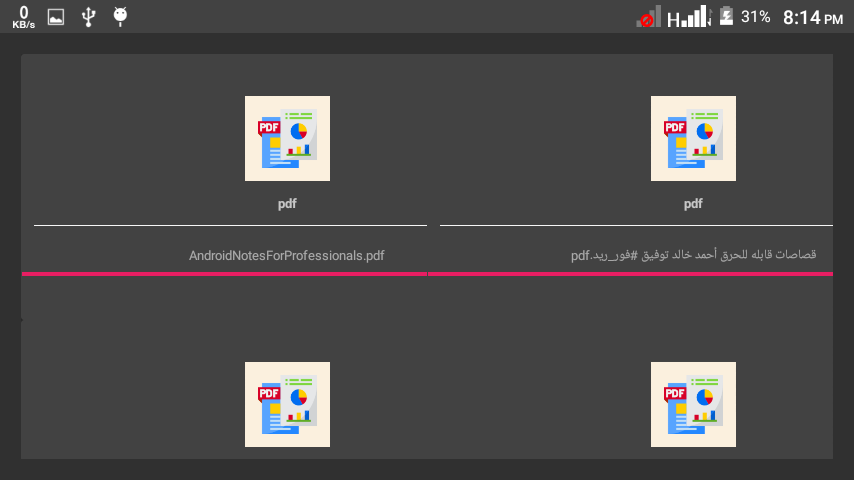 0
KB/s
H
31%
8:14 PM
PDF
PDF
pdf
pdf
AndroidNotesForProfessionals.pdf
قصاصات قابله للحرق أحمد خالد توفيق #فور_ريد.pdf
PDF
PDF